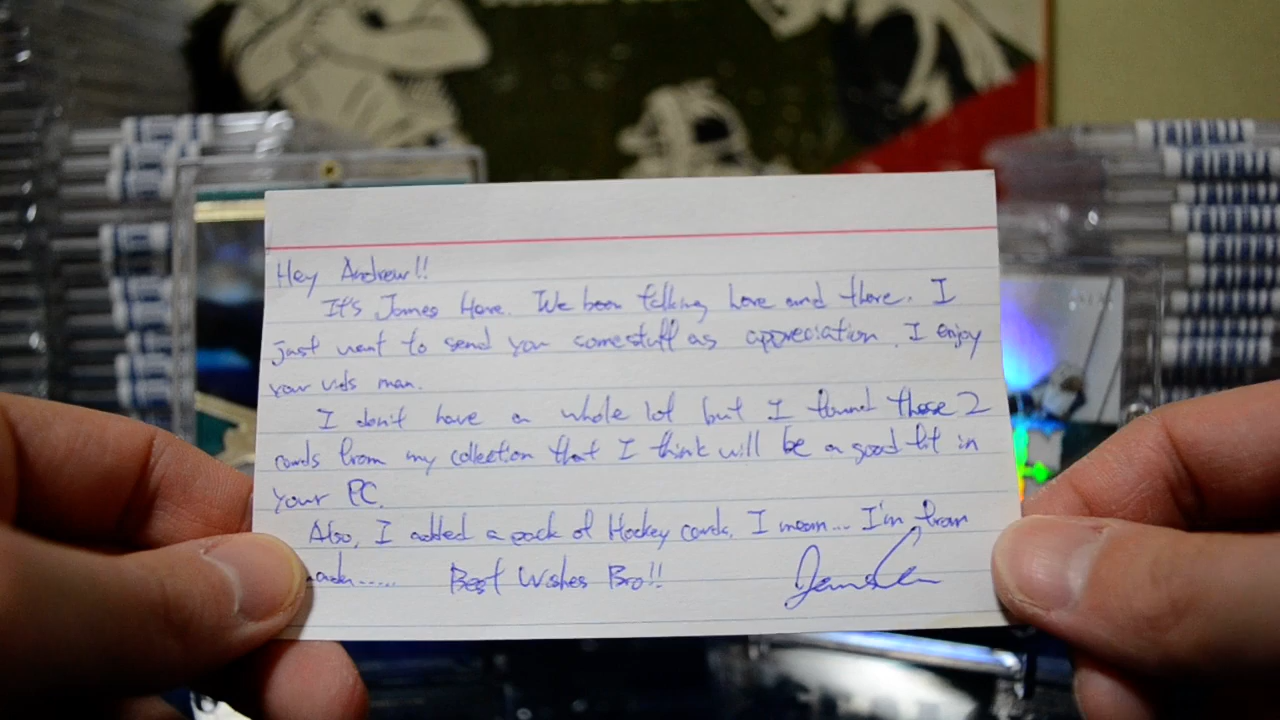 Hey Andrew!!
It's James Here. We been talking here and there. I
just want to send you some stuff as appreciation. I enjoy
your vids man.
I don't have a whole lot but I found these 2
cards from my collection that I think will be a good fit in
your PC.
Also, I added a pack of Hockey cards. I mean... I'm from
Best Wishes Bro!!
James